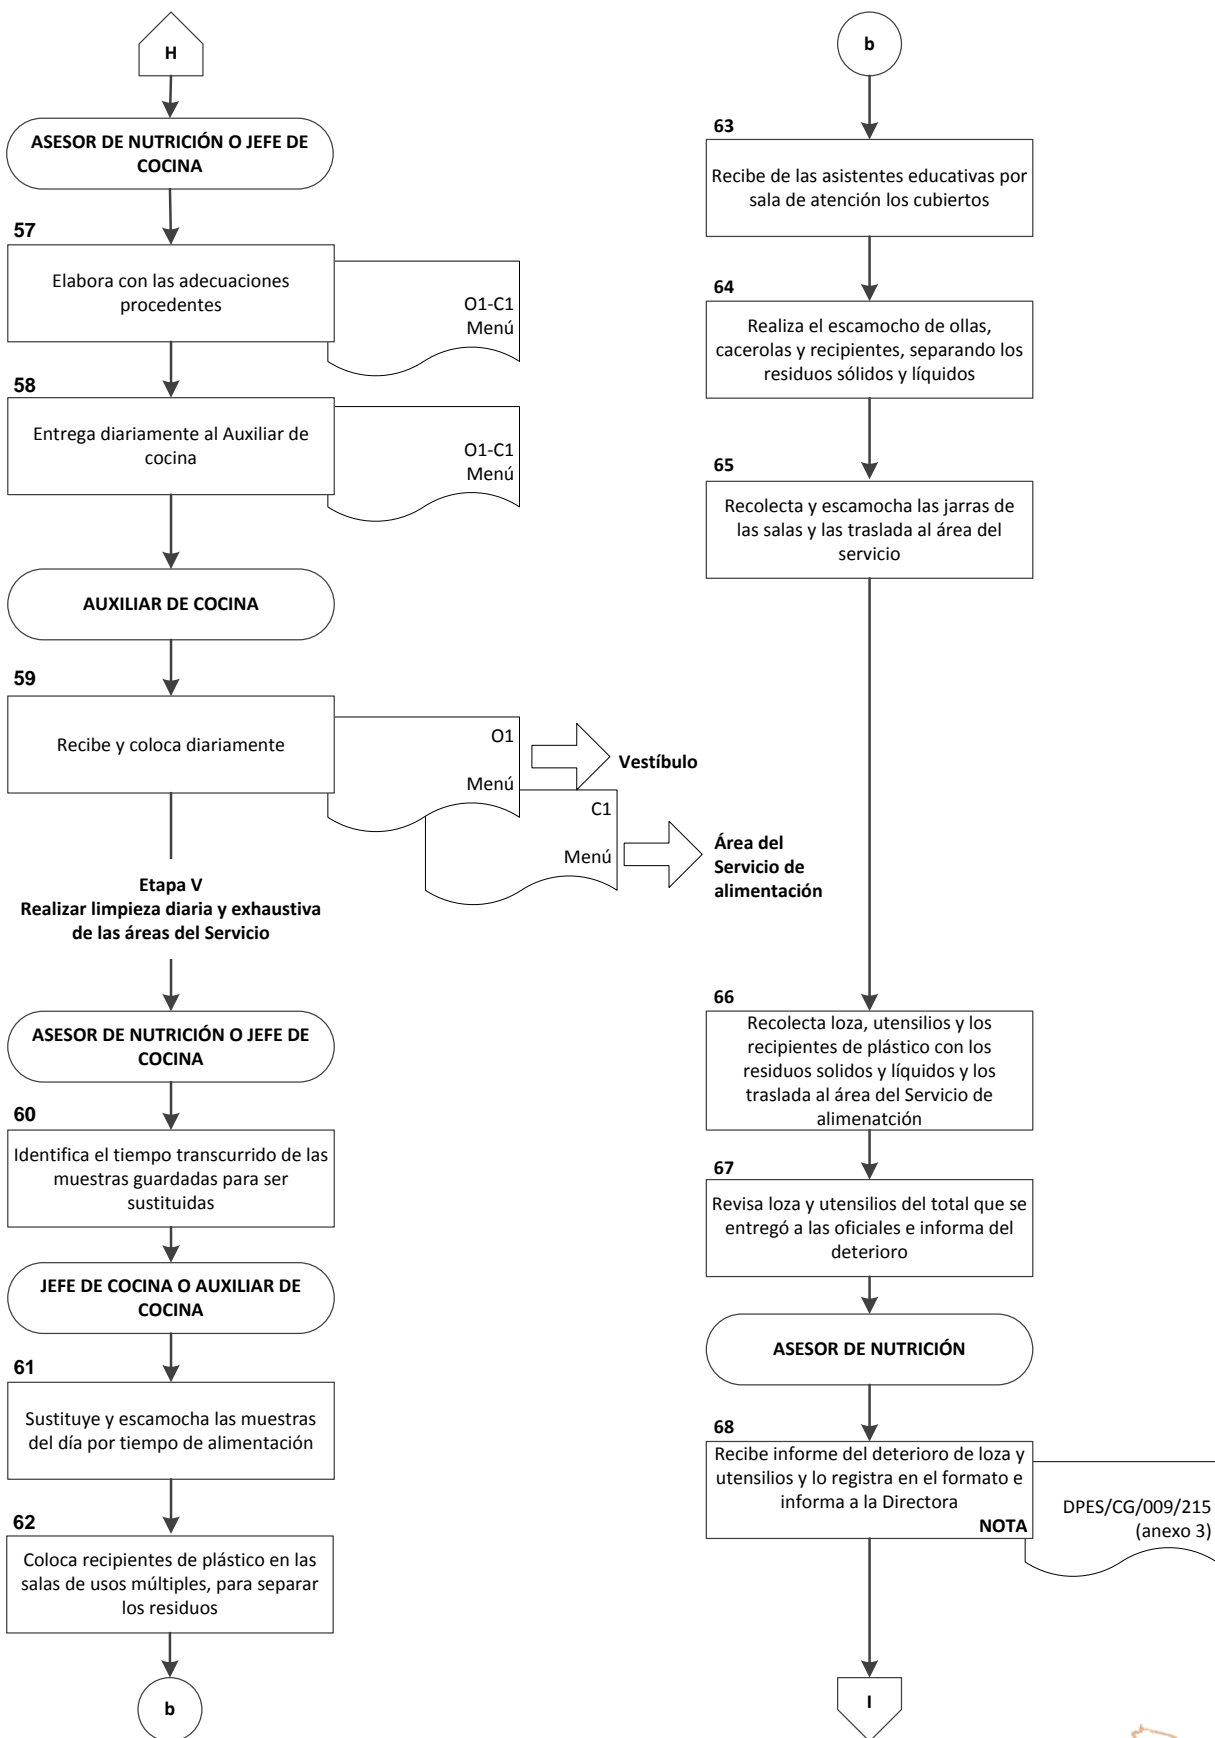 H
ASESOR DE NUTRICIÓN O JEFE DE
COCINA
57
Elabora con las adecuaciones
procedentes
O1-C1
Menú
58
Entrega diariamente al Auxiliar de
cocina
O1-C1
Menú
AUXILIAR DE COCINA
59
Recibe y coloca diariamente
O1
Menú
Vestíbulo
C1
Menú
Área del
Servicio de
alimentación
Etapa V
Realizar limpieza diaria y exhaustiva
de las áreas del Servicio
ASESOR DE NUTRICIÓN O JEFE DE
COCINA
60
Identifica el tiempo transcurrido de las
muestras guardadas para ser
sustituidas
JEFE DE COCINA O AUXILIAR DE
COCINA
61
Sustituye y escamocha las muestras
del día por tiempo de alimentación
62
Coloca recipientes de plástico en las
salas de usos múltiples, para separar
los residuos
b
b
63
Recibe de las asistentes educativas por
sala de atención los cubiertos
64
Realiza el escamocho de ollas,
cacerolas y recipientes, separando los
residuos sólidos y líquidos
65
Recolecta y escamocha las jarras de
las salas y las traslada al área del
servicio
66
Recolecta loza, utensilios y los
recipientes de plástico con los
residuos solidos y líquidos y los
traslada al área del Servicio de
alimenatción
67
Revisa loza y utensilios del total que se
entregó a las oficiales e informa del
deterioro
ASESOR DE NUTRICIÓN
68
Recibe informe del deterioro de loza y
utensilios y lo registra en el formato e
informa a la Directora
NOTA
DPES/CG/009/215
(anexo 3)
I